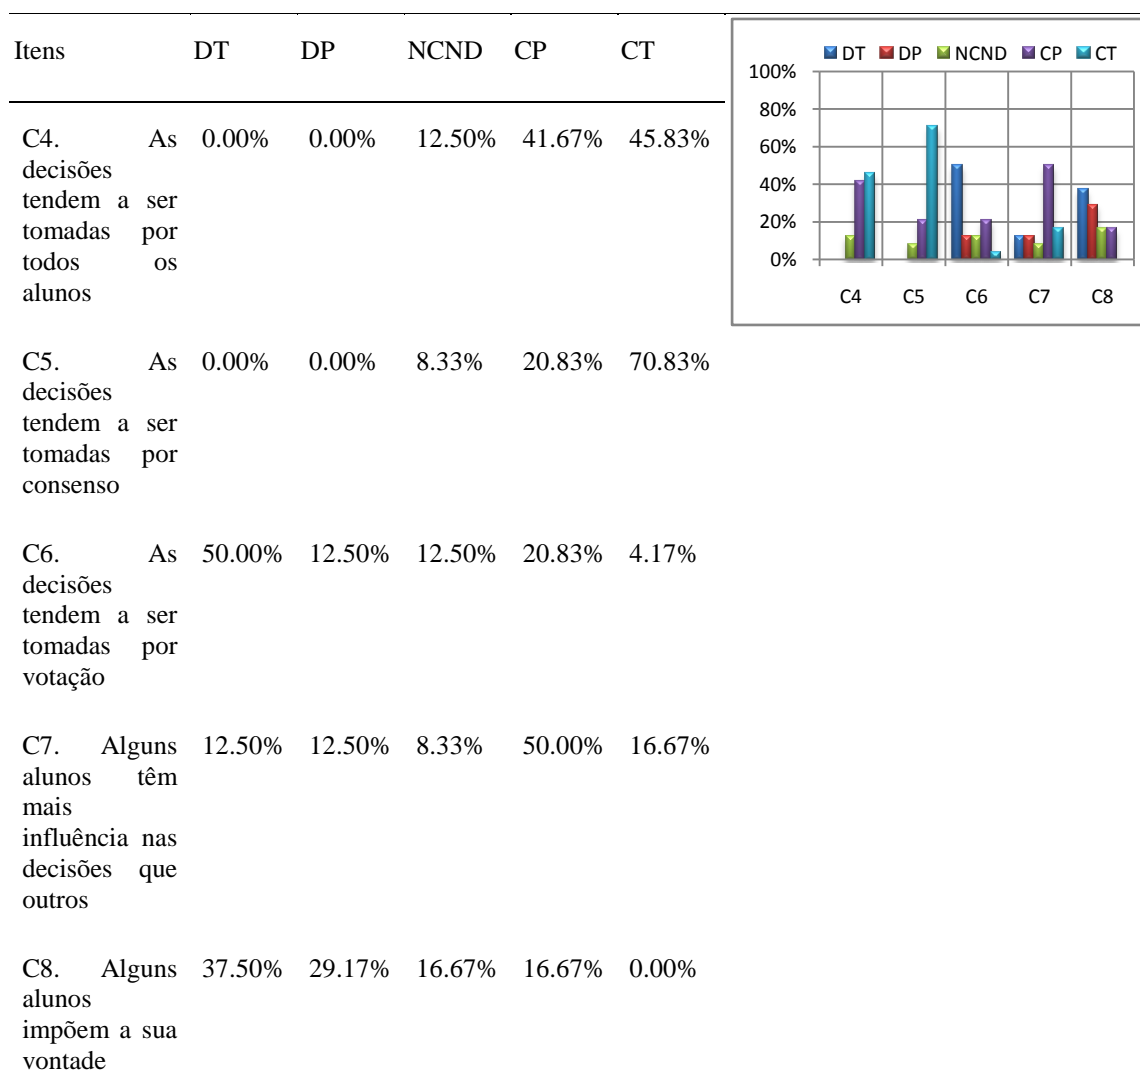 Itens DT DP NCND CP CT
C4. As 0.00% 0.00% 12.50% 41.67% 45.83%
decisões
tendem a ser
tomadas por
todos os
alunos
C5. As 0.00% 0.00% 8.33% 20.83% 70.83%
decisões
tendem a ser
tomadas por
consenso
C6. As 50.00% 12.50% 12.50% 20.83% 4.17%
decisões
tendem a ser
tomadas por
votação
C7. Alguns 12.50% 12.50% 8.33% 50.00% 16.67%
alunos têm
mais
influência nas
decisões que
outros
C8. Alguns 37.50% 29.17% 16.67% 16.67% 0.00%
alunos
impõem a sua
vontade
DT DP NCND CP CT
100%
80%
60%
40%
20%
0%
C4 C5 C6 C7 C8